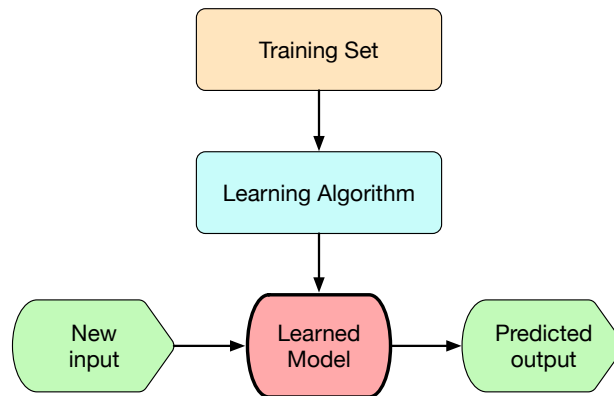 Training Set
Learning Algorithm
New
input
Learned
Model
Predicted
output